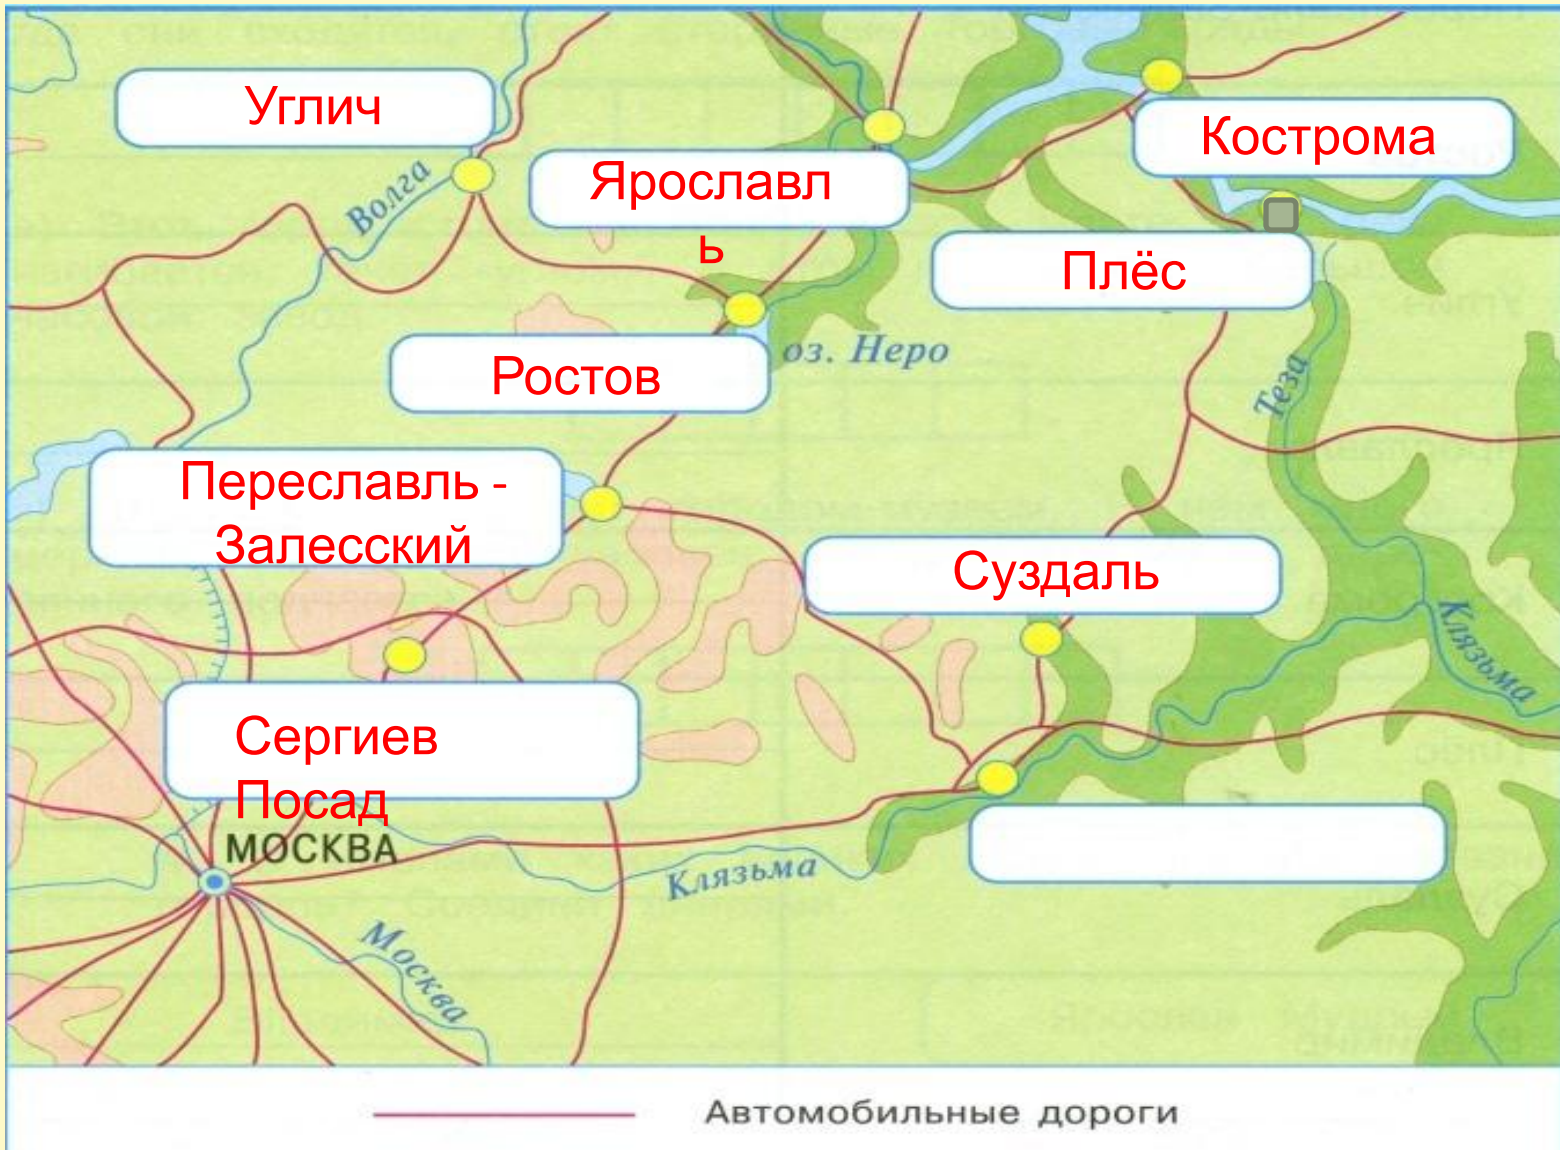 Углич
Кострома
Ярославл
ь
Волга
Плёс
оз. Неро
Ростов
Теза
Переславль -
Залесский
Суздаль
Клязьма
Сергиев
Посад
МОСКВА
Клязьма
Москва
Автомобильные дороги